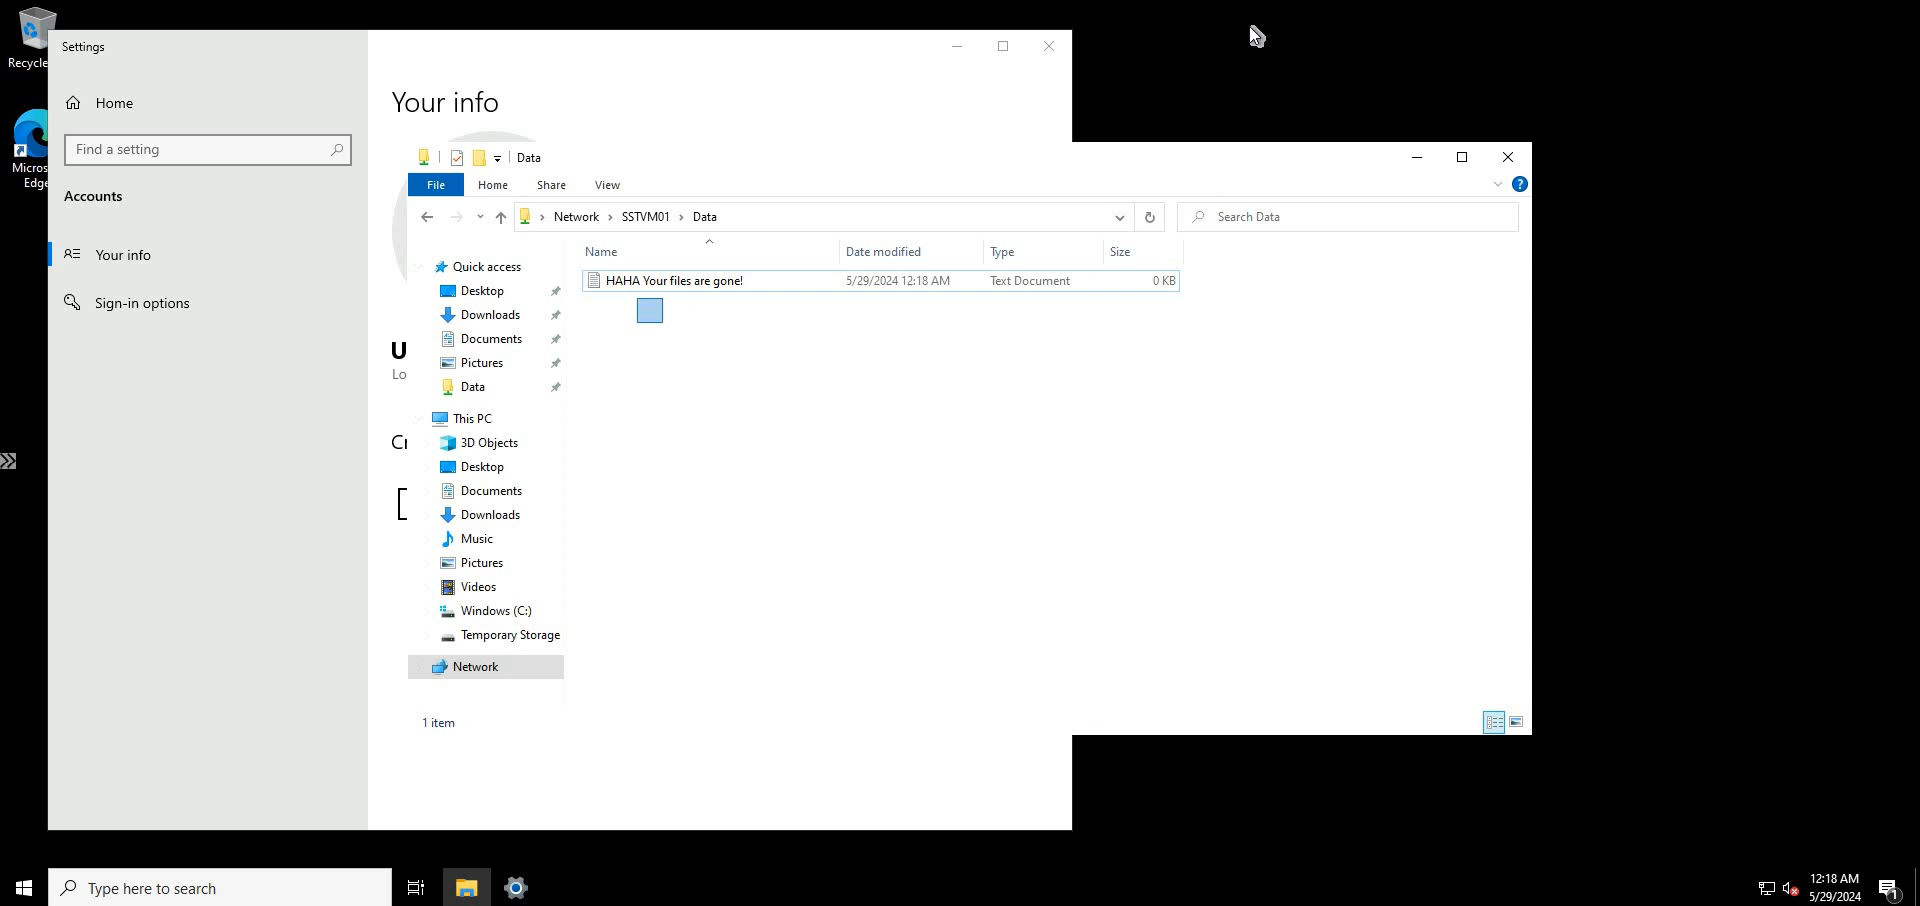 Recycle
Micros
Edge
Settings
Home
Find a setting
Accounts
Your info
Sign-in options
Your info
U
Lo
Cr
Data
File
Home
Share
View
Network
SSTVM01
Data
Search Data
Name
Date modified
Type
Size
HAHA Your files are gone!
5/29/2024 12:18 AM
Text Document
0 KB
Quick access
Desktop
Downloads
Documents
Pictures
Data
This PC
3D Objects
Desktop
Documents
Downloads
Music
Pictures
Videos
Windows (C:)
Temporary Storage
Network
1 item
Type here to search
12:18 AM
5/29/2024
1